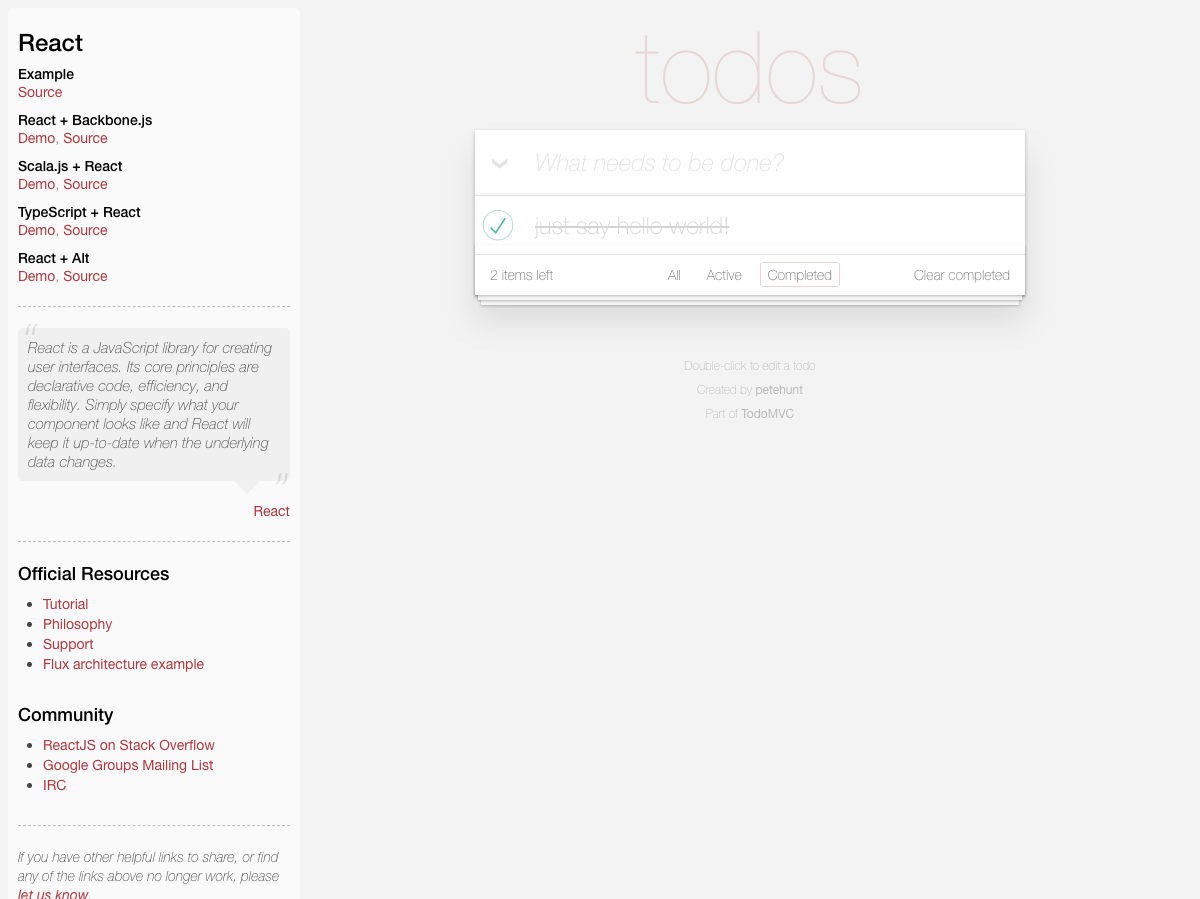 React
Example
Source
React + Backbone.js
Demo, Source
Scala.js + React
Demo, Source
TypeScript + React
Demo, Source
React + Alt
Demo, Source
“
React is a JavaScript library for creating
user interfaces. Its core principles are
declarative code, efficiency, and
flexibility. Simply specify what your
component looks like and React will
keep it up-to-date when the underlying
data changes.
”
React
Official Resources
Tutorial
Philosophy
Support
Flux architecture example
Community
ReactJS on Stack Overflow
Google Groups Mailing List
IRC
If you have other helpful links to share, or find
any of the links above no longer work, please
let us know.
todos
What needs to be done?
just say hello world!
2 items left All Active Completed Clear completed
Double-click to edit a todo
Created by petehunt
Part of TodoMVC